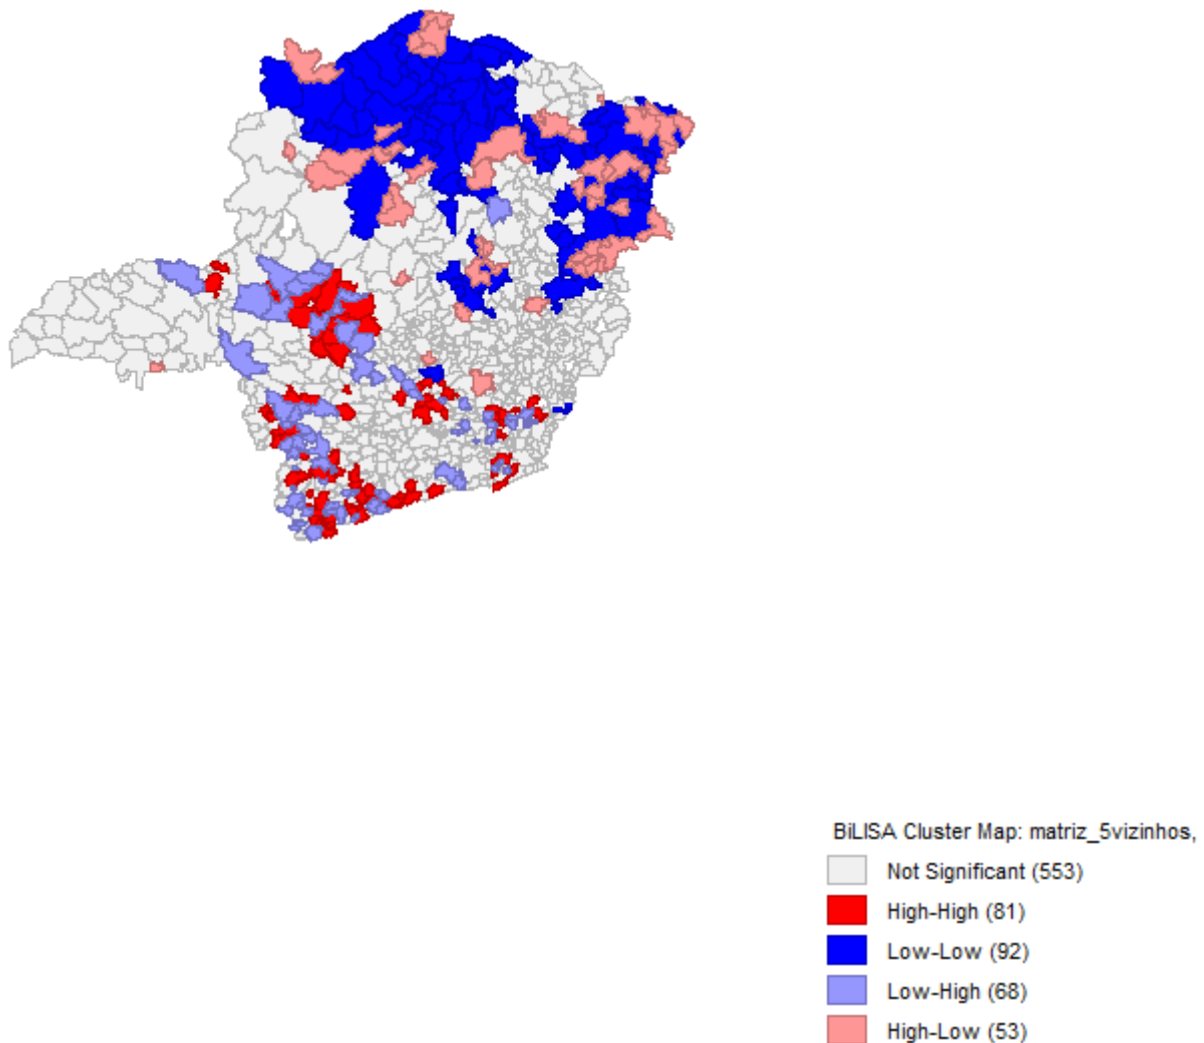 BiLISA Cluster Map: matriz_5vizinhos,
Not Significant (553)
High-High (81)
Low-Low (92)
Low-High (68)
High-Low (53)